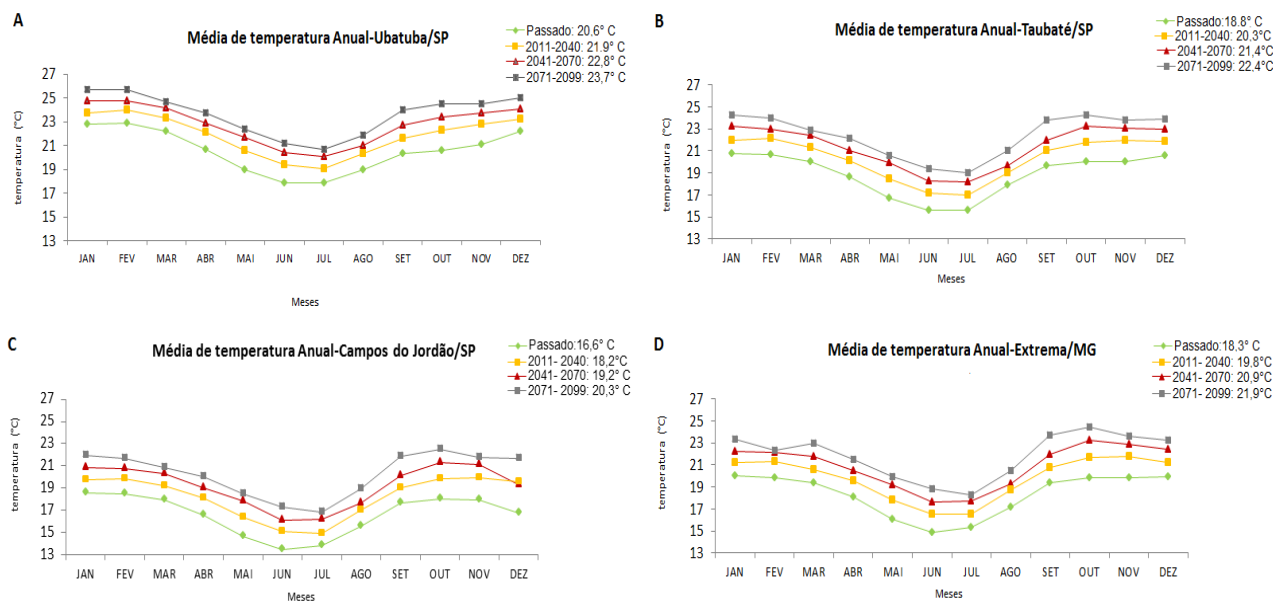 A
Média de temperatura Anual-Ubatuba/SP
Passado: 20,6° C
2011-2040: 21.9° C
2041-2070: 22,8° C
2071-2099: 23,7° C
temperatura (°C)
27
25
23
21
19
17
15
13
JAN FEV MAR ABR MAI JUN JUL AGO SET OUT NOV DEZ
Meses
B
Média de temperatura Anual-Taubaté/SP
Passado:18.8° C
2011-2040: 20,3°C
2041-2070: 21,4°C
2071-2099: 22,4°C
temperatura (°C)
27
25
23
21
19
17
15
13
JAN FEV MAR ABR MAI JUN JUL AGO SET OUT NOV DEZ
Meses
C
Média de temperatura Anual-Campos do Jordão/SP
Passado: 16,6° C
2011- 2040: 18,2°C
2041- 2070: 19,2° C
2071- 2099: 20,3° C
temperatura (°C)
27
25
23
21
19
17
15
13
JAN FEV MAR ABR MAI JUN JUL AGO SET OUT NOV DEZ
Meses
D
Média de temperatura Anual-Extrema/MG
Passado:18,3° C
2011- 2040: 19.8°C
2041- 2070: 20,9°C
2071- 2099: 21,9°C
temperatura (°C)
27
25
23
21
19
17
15
13
JAN FEV MAR ABR MAI JUN JUL AGO SET OUT NOV DEZ
Meses